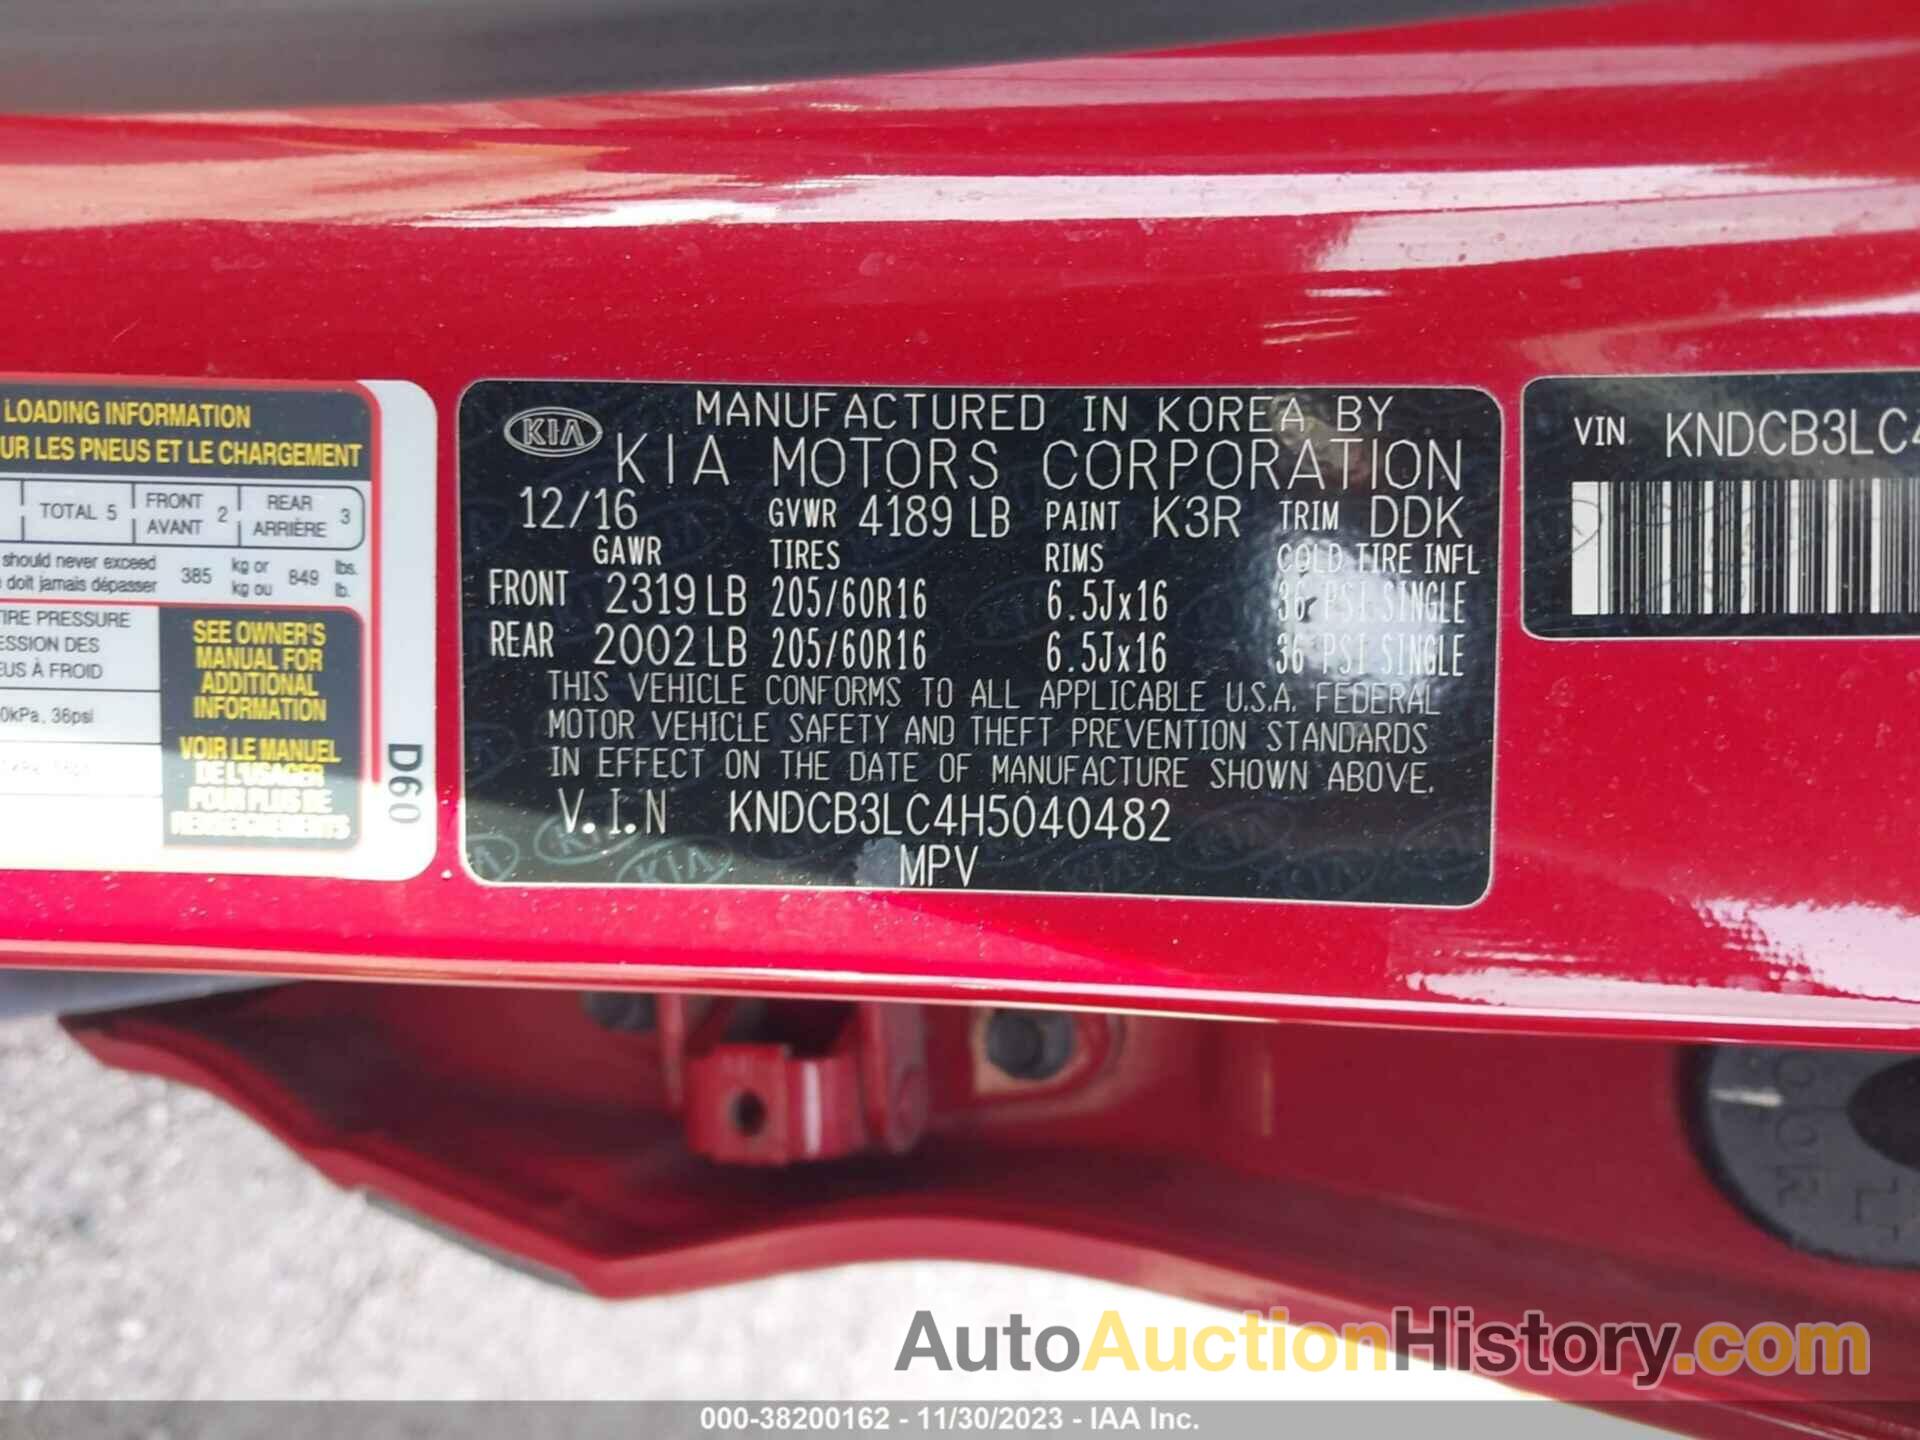 LOADING INFORMATION
UR LES PNEUS ET LE CHARGEMENT
TOTAL 5 FRONT AVANT 2 REAR ARRIÈRE 3
should never exceed 385 kg or 849 lbs.
doit jamais dépasser kg ou lb.
IRE PRESSURE
ESSION DES
EUS À FROID
0kPa, 36psi
SEE OWNER'S
MANUAL FOR
ADDITIONAL
INFORMATION
VOIR LE MANUEL
DE L'USAGER
POUR PLUS DE
RENSEIGNEMENTS
D60
KIA
MANUFACTURED IN KOREA BY
KIA MOTORS CORPORATION
12/16 GVWR 4189 LB PAINT K3R TRIM DDK
GAWR TIRES RIMS COLD TIRE INFL
FRONT 2319 LB 205/60R16 6.5Jx16 36 PSI SINGLE
REAR 2002 LB 205/60R16 6.5Jx16 36 PSI SINGLE
THIS VEHICLE CONFORMS TO ALL APPLICABLE U.S.A. FEDERAL
MOTOR VEHICLE SAFETY AND THEFT PREVENTION STANDARDS
IN EFFECT ON THE DATE OF MANUFACTURE SHOWN ABOVE.
V.I.N KNDCB3LC4H5040482
MPV
VIN KNDCB3LC4
AutoAuctionHistory.com
000-38200162 - 11/30/2023 - IAA Inc.